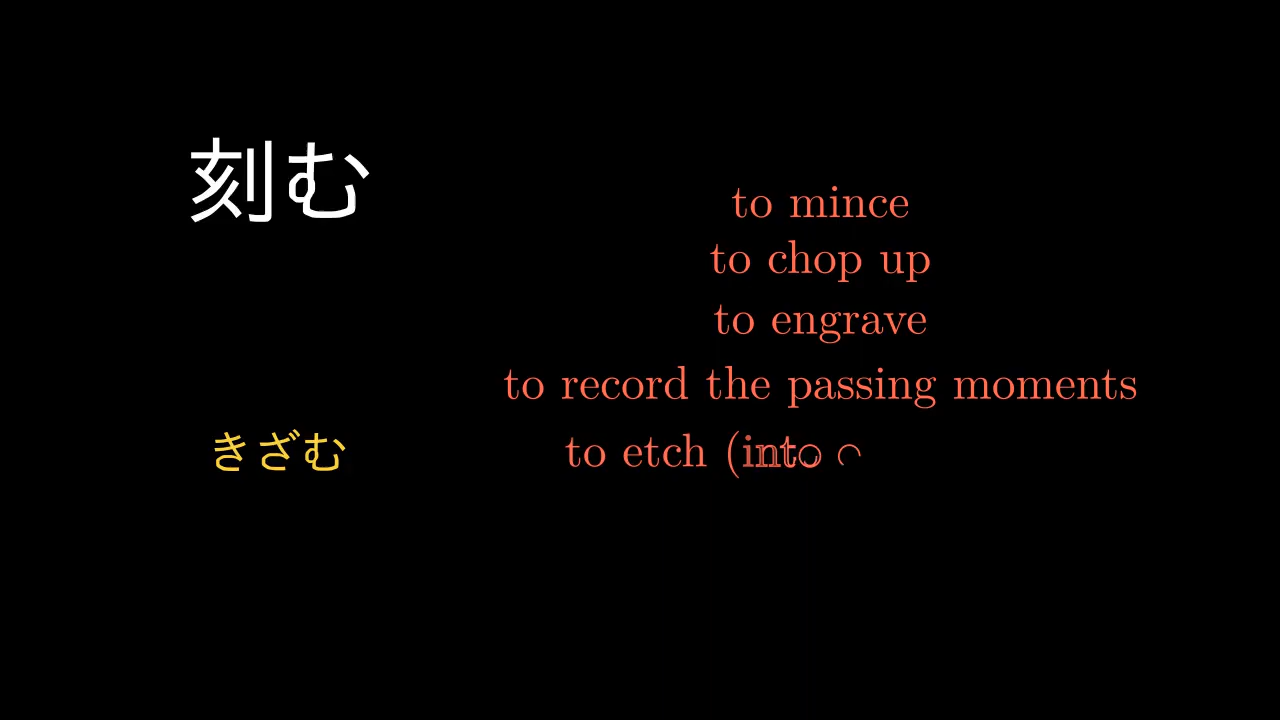 刻む
きざむ
to mince
to chop up
to engrave
to record the passing moments
to etch (into